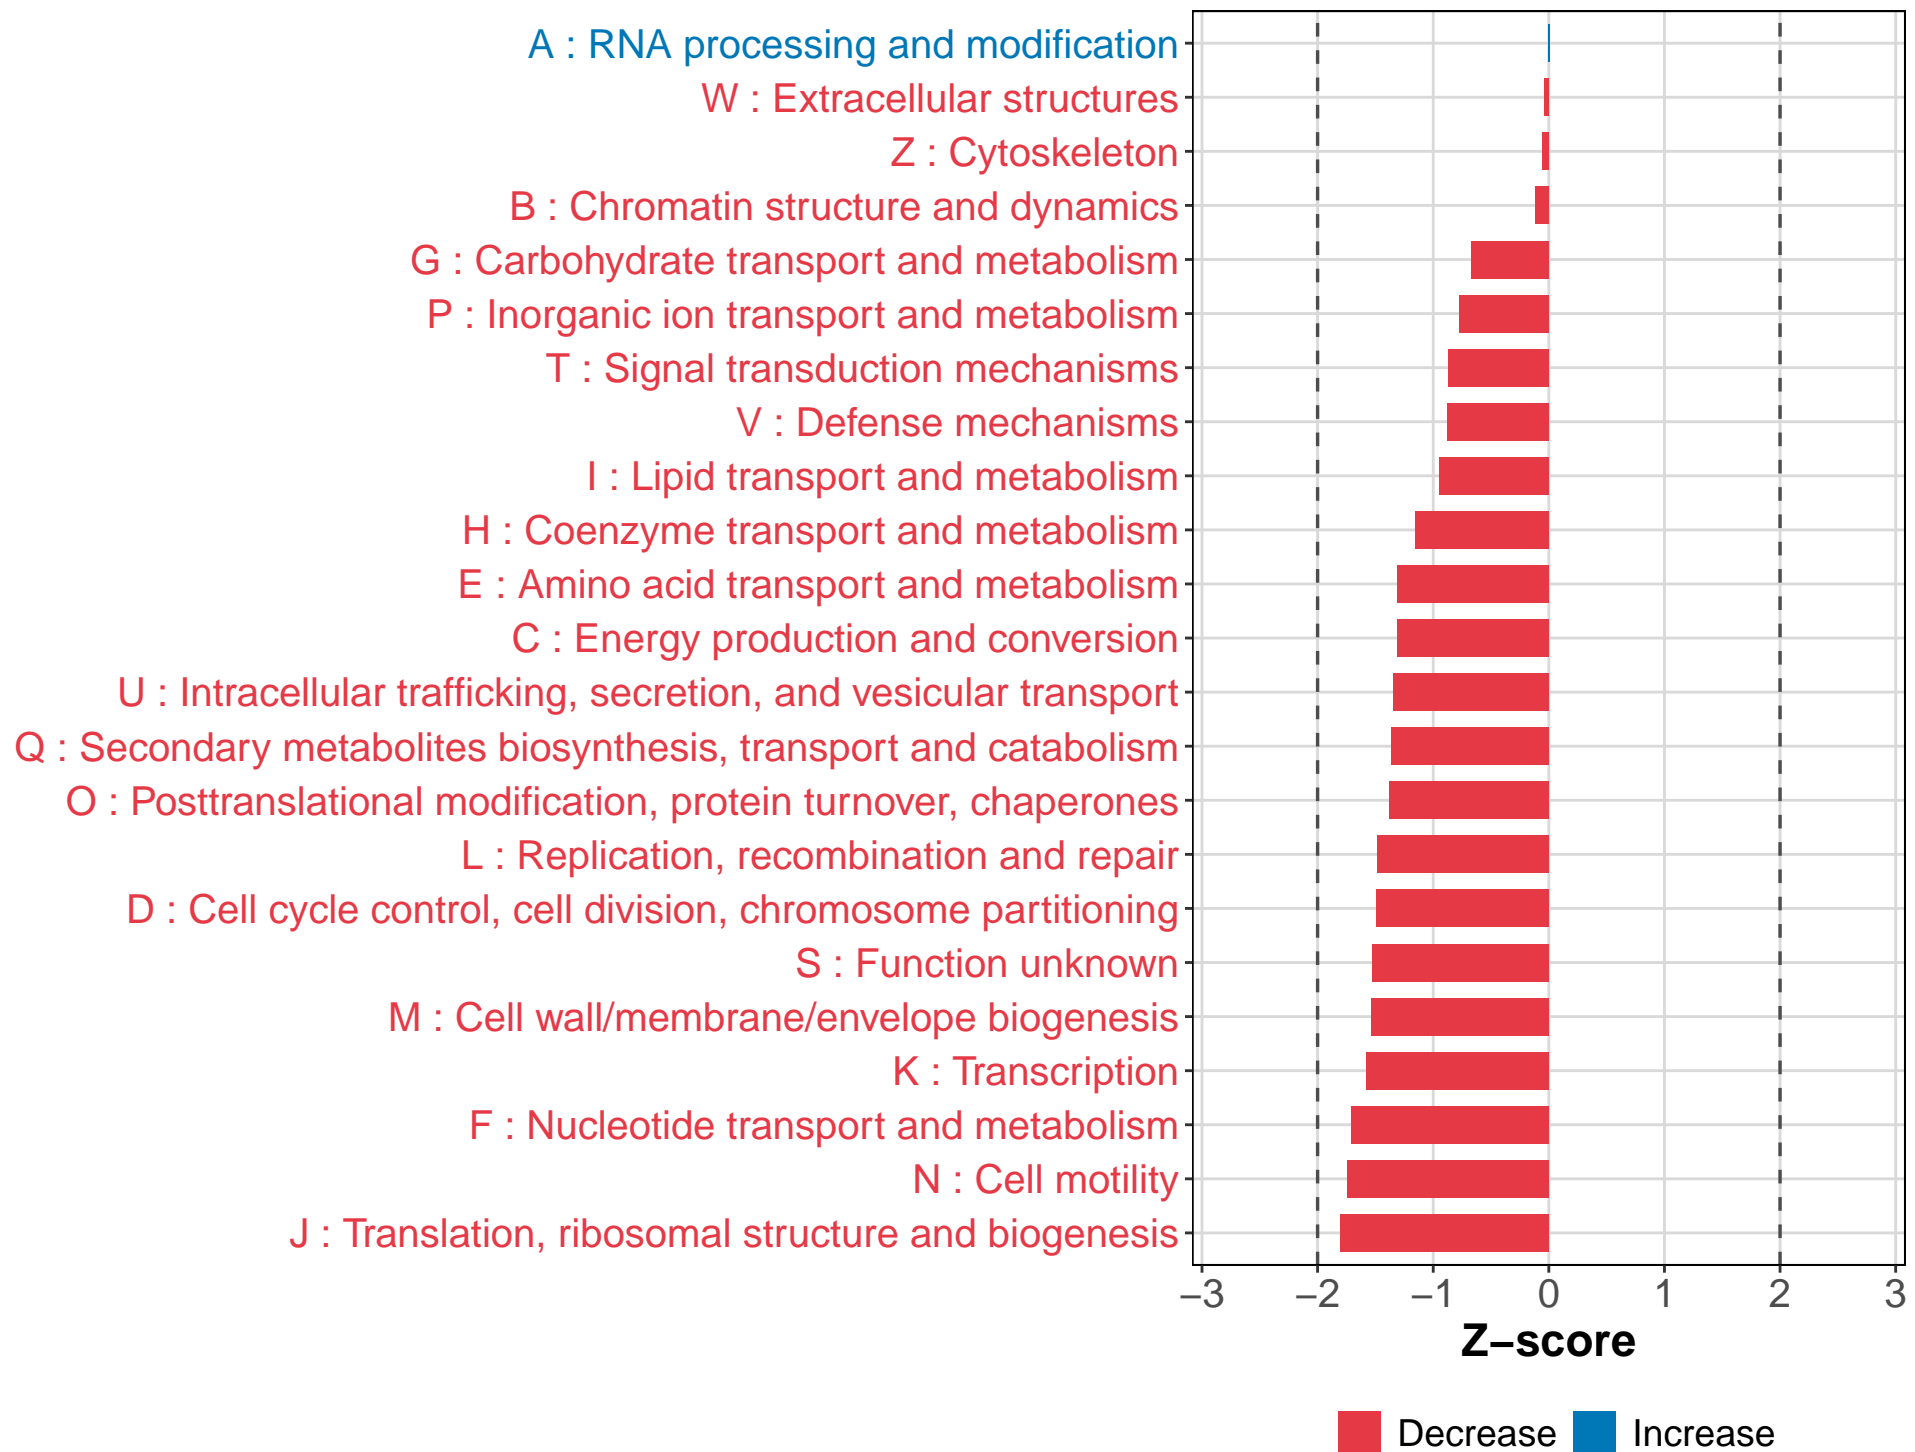 A : RNA processing and modification
W : Extracellular structures
Z : Cytoskeleton
B : Chromatin structure and dynamics
G : Carbohydrate transport and metabolism
P : Inorganic ion transport and metabolism
T : Signal transduction mechanisms
V : Defense mechanisms
I : Lipid transport and metabolism
H : Coenzyme transport and metabolism
E : Amino acid transport and metabolism
C : Energy production and conversion
U : Intracellular trafficking, secretion, and vesicular transport
Q : Secondary metabolites biosynthesis, transport and catabolism
O : Posttranslational modification, protein turnover, chaperones
L : Replication, recombination and repair
D : Cell cycle control, cell division, chromosome partitioning
S : Function unknown
M : Cell wall/membrane/envelope biogenesis
K : Transcription
F : Nucleotide transport and metabolism
N : Cell motility
J : Translation, ribosomal structure and biogenesis
−3 −2 −1 0 1 2 3
Z−score
Decrease Increase